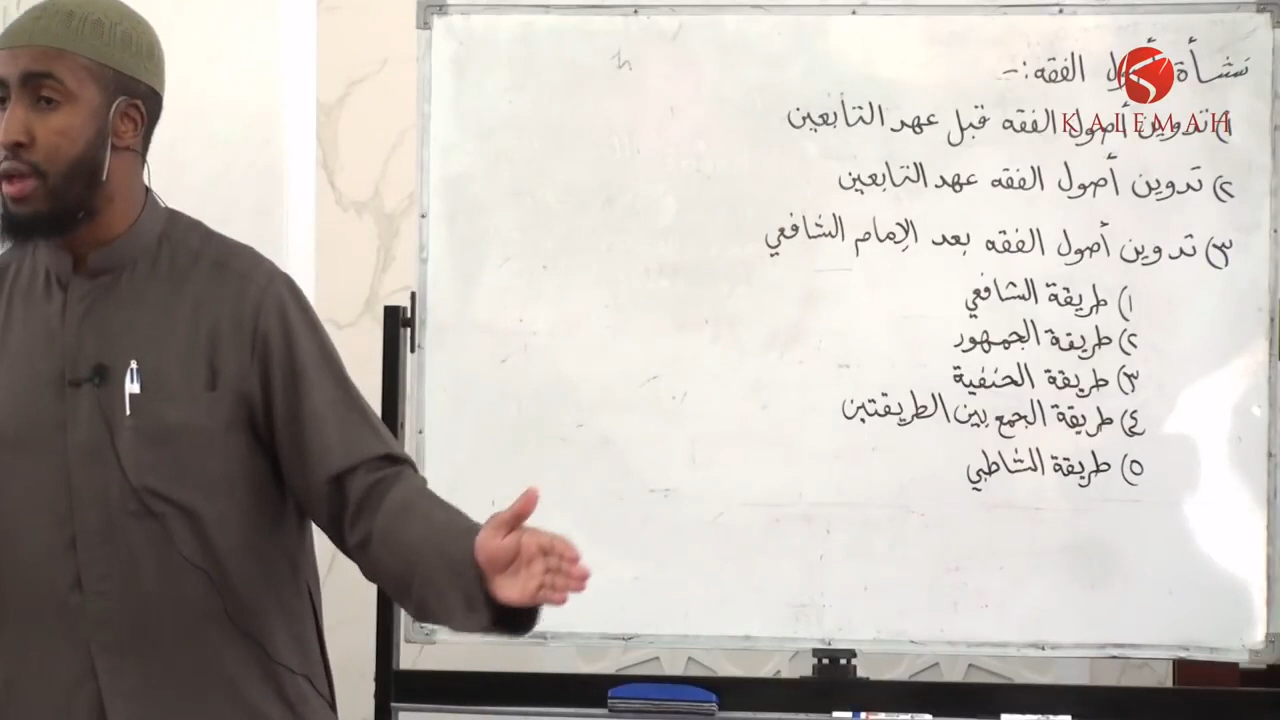 نشأة أصول الفقه :-
١) تدوين أصول الفقه قبل عهد التابعين
٢) تدوين أصول الفقه عهد التابعين
٣) تدوين أصول الفقه بعد الإمام الشافعي
١) طريقة الشافعي
٢) طريقة الجمهور
٣) طريقة الحنفية
٤) طريقة الجمع بين الطريقتين
٥) طريقة الشاطبي
KALEMAH